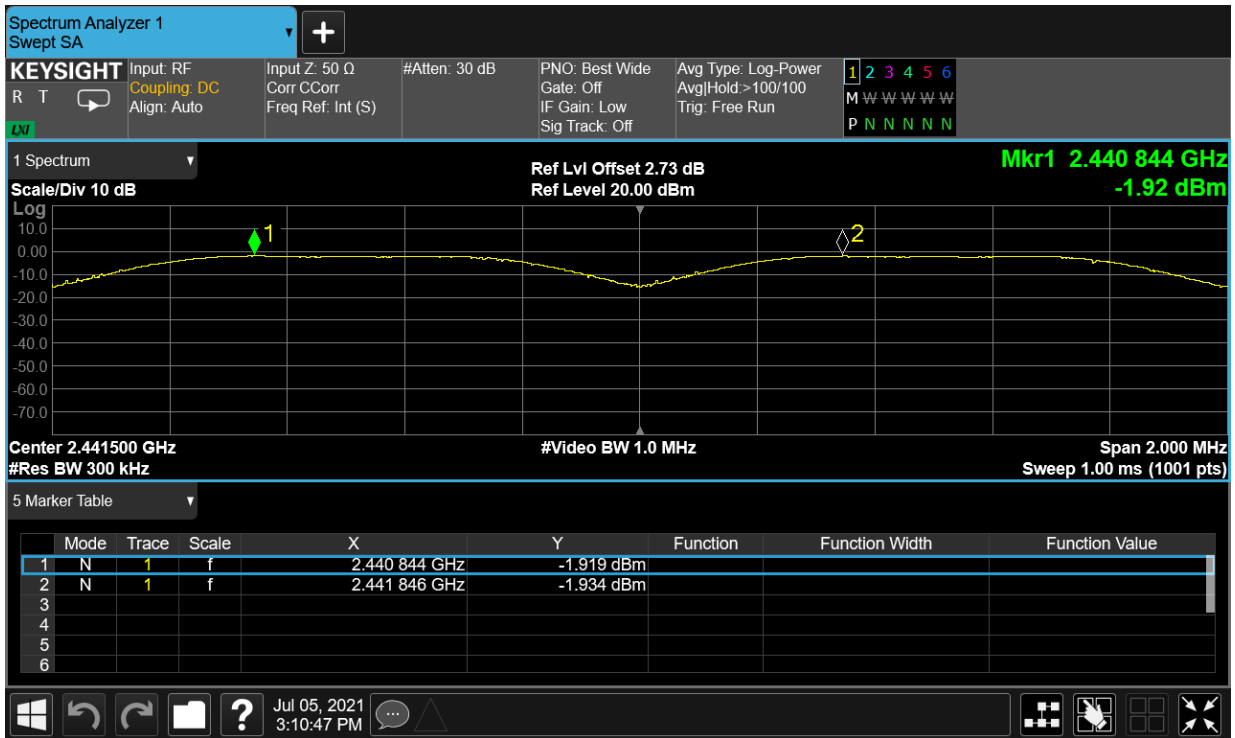 Spectrum Analyzer 1
Swept SA
KEYSIGHT
R T
LXI
Input: RF
Coupling: DC
Align: Auto
Input Z: 50 Ω
Corr CCorr
Freq Ref: Int (S)
#Atten: 30 dB
PNO: Best Wide
Gate: Off
IF Gain: Low
Sig Track: Off
Avg Type: Log-Power
Avg|Hold:>100/100
Trig: Free Run
1 2 3 4 5 6
M W W W W W
P N N N N N
1 Spectrum
Scale/Div 10 dB
Ref Lvl Offset 2.73 dB
Ref Level 20.00 dBm
Mkr1 2.440 844 GHz
-1.92 dBm
Log
10.0
0.00
-10.0
-20.0
-30.0
-40.0
-50.0
-60.0
-70.0
1
2
Center 2.441500 GHz
#Video BW 1.0 MHz
Span 2.000 MHz
#Res BW 300 kHz
Sweep 1.00 ms (1001 pts)
5 Marker Table
Mode Trace Scale X Y Function Function Width Function Value
1 N 1 f 2.440 844 GHz -1.919 dBm
2 N 1 f 2.441 846 GHz -1.934 dBm
3
4
5
6
?
Jul 05, 2021
3:10:47 PM